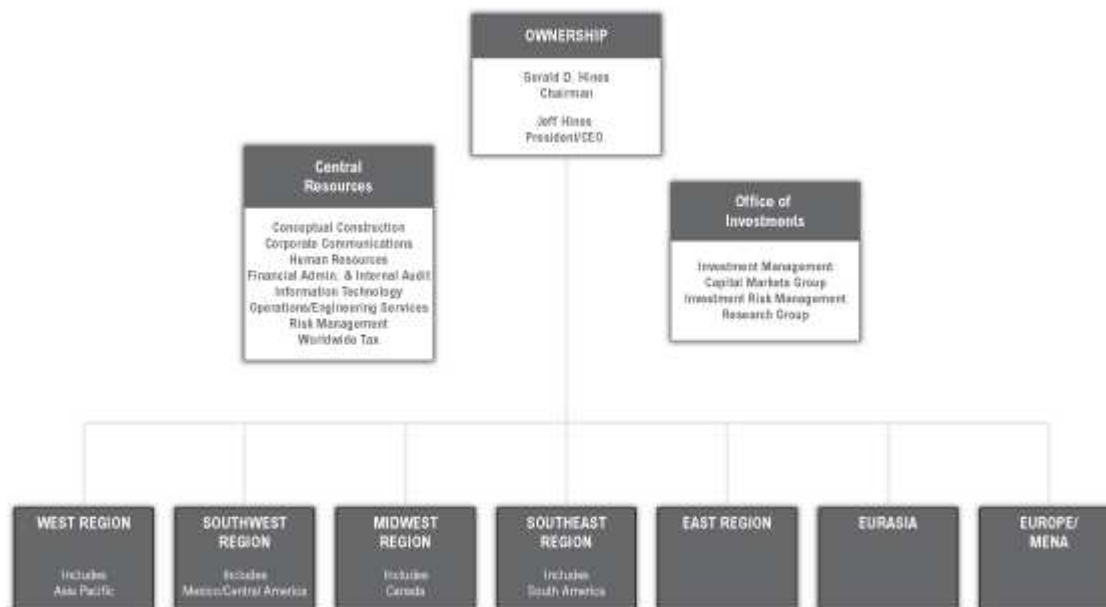 OWNERSHIP
Gerald D. Hines
Chairman
Jeff Hines
President/CEO
Central
Resources
Conceptual Construction
Corporate Communications
Human Resources
Financial Admin. & Internal Audit
Information Technology
Operations/Engineering Services
Risk Management
Worldwide Tax
Office of
Investments
Investment Management
Capital Markets Group
Investment Risk Management
Research Group
WEST REGION
Includes
Asia Pacific
SOUTHWEST
REGION
Includes
Mexico/Central America
MIDWEST
REGION
Includes
Canada
SOUTHEAST
REGION
Includes
South America
EAST REGION
EURASIA
EUROPE/
MENA